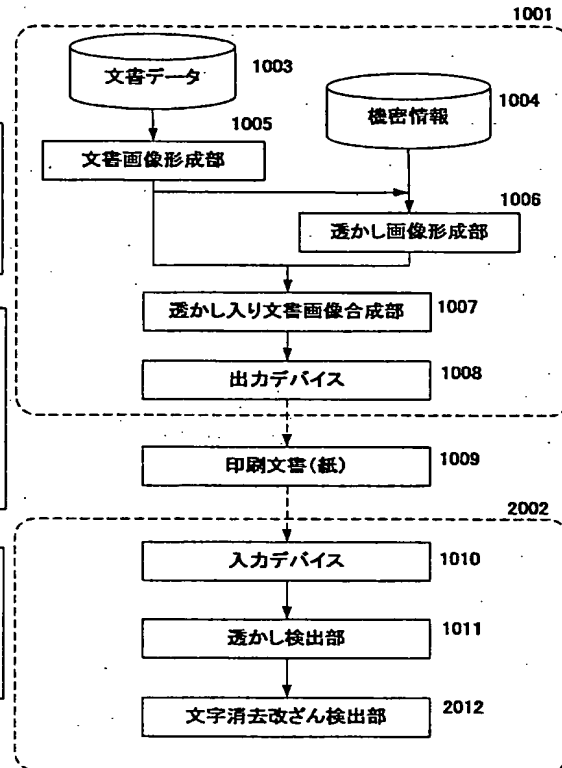 1001
文書データ
1003
機密情報
1004
1005
文書画像形成部
1006
透かし画像形成部
透かし入り文書画像合成部
1007
出力デバイス
1008
印刷文書(紙)
1009
2002
入力デバイス
1010
透かし検出部
1011
文字消去改ざん検出部
2012